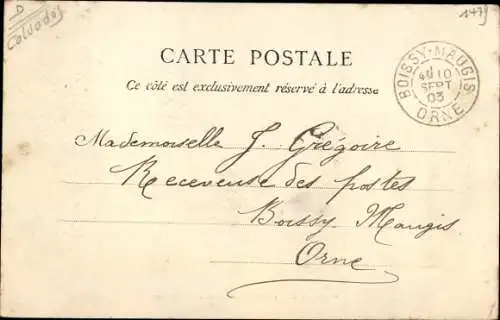 D
Calvados
147
CARTE POSTALE
Ce côté est exclusivement réservé à l'adresse
BOISSY-MAUGIS
10
SEPT
03
ORNE
Mademoiselle J. Grégoire
Receveuse des postes
Boissy Maugis
Orne